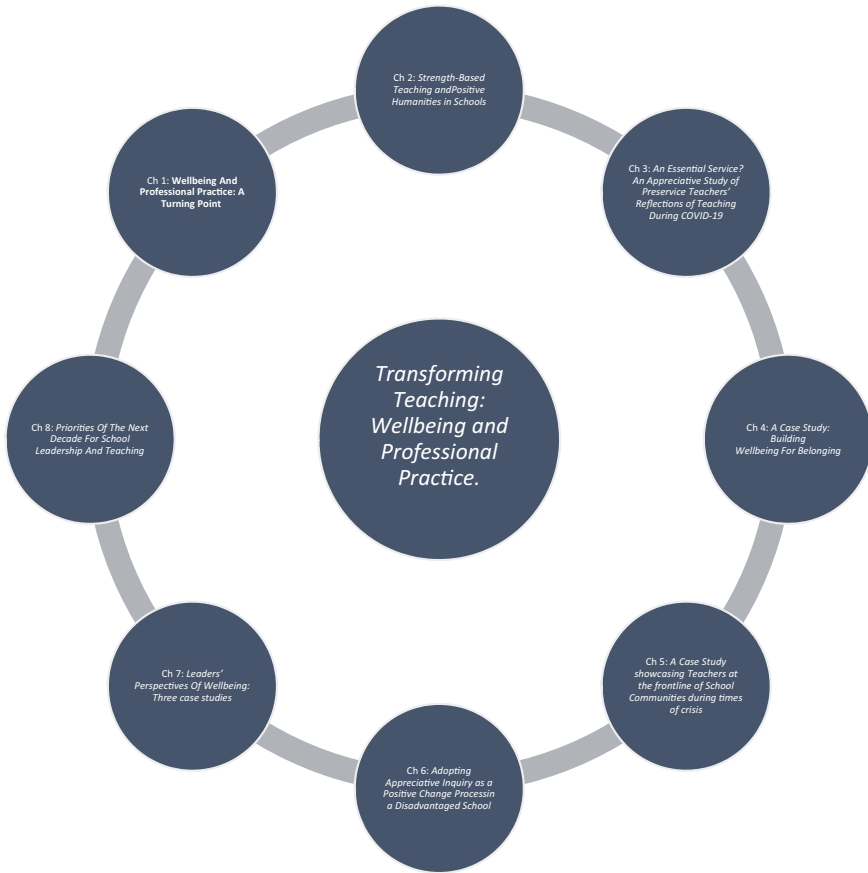 Ch 2: Strength-Based
Teaching andPositive
Humanities in Schools
Ch 1: Wellbeing And
Professional Practice: A
Turning Point
Ch 3: An Essential Service?
An Appreciative Study of
Preservice Teachers'
Reflections of Teaching
During COVID-19
Transforming
Teaching:
Wellbeing and
Professional
Practice.
Ch 8: Priorities Of The Next
Decade For School
Leadership And Teaching
Ch 4: A Case Study:
Building
Wellbeing For Belonging
Ch 7: Leaders'
Perspectives Of Wellbeing:
Three case studies
Ch 5: A Case Study
showcasing Teachers at
the frontline of School
Communities during times
of crisis
Ch 6: Adopting
Appreciative Inquiry as a
Positive Change Processin
a Disadvantaged School